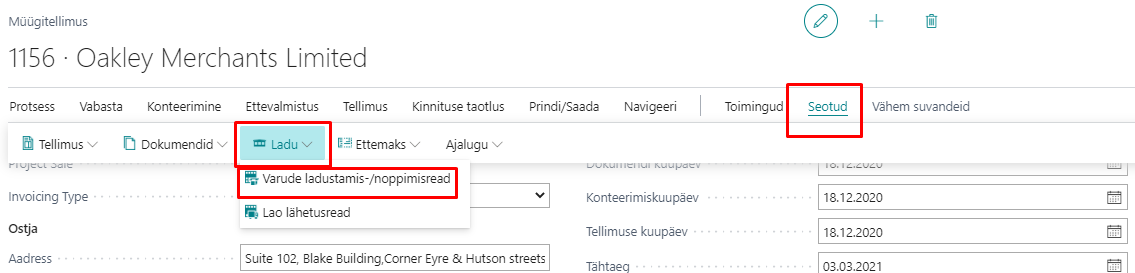 Müügitellimus
1156 · Oakley Merchants Limited
Protsess Vabasta Konteerimine Ettevalmistus Tellimus Kinnituse taotlus Prindi/Saada Navigeeri Toimingud Seotud Vähem suvandeid
Tellimus Dokumendid Ladu Ettemaks Ajalugu
Project Sale Dokumendi kuupäev 18.12.2020
Varude ladustamis-/noppimisread
Invoicing Type Konteerimiskuupäev 18.12.2020
Lao lähetusread
Ostja Tellimuse kuupäev 18.12.2020
Aadress Suite 102, Blake Building,Corner Eyre & Hutson streets Tähtaeg 03.03.2021